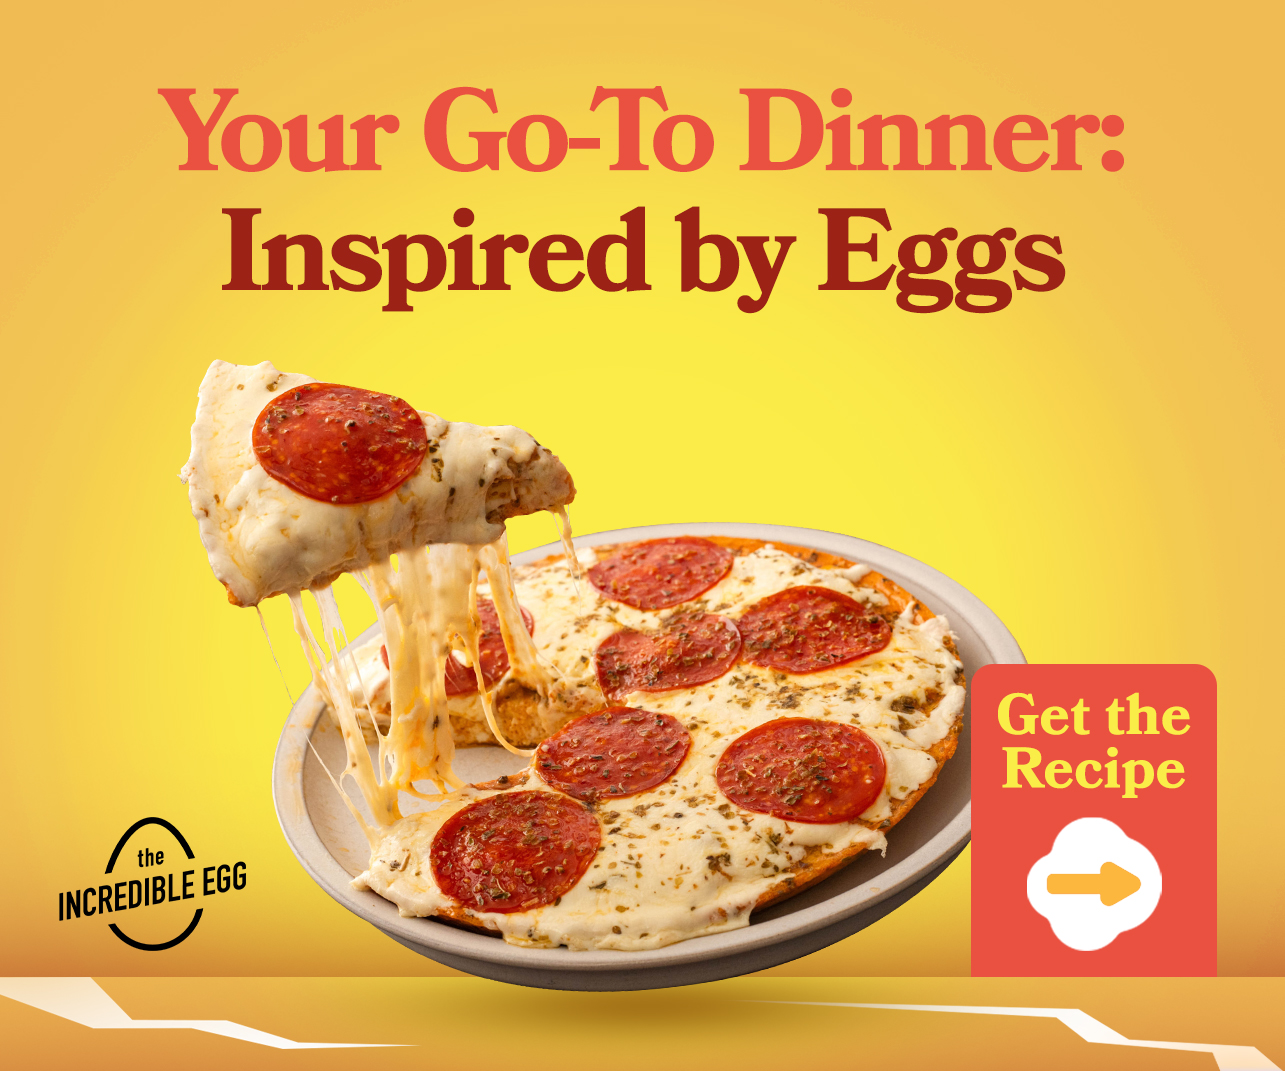 Your Go-To Dinner:
Inspired by Eggs
Get the
Recipe
the
INCREDIBLE EGG